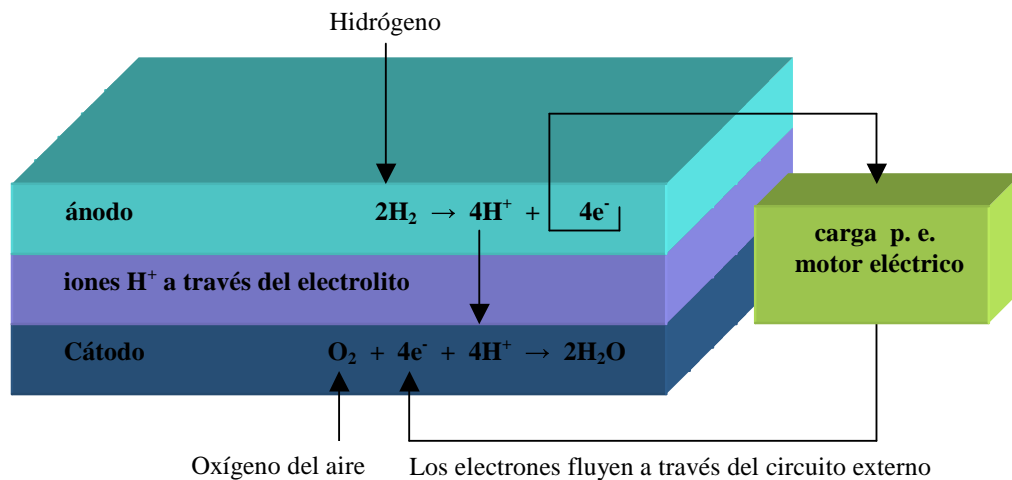 Hidrógeno
ánodo 2H₂ → 4H⁺ + 4e⁻
carga p. e.
motor eléctrico
iones H⁺ a través del electrolito
Cátodo O₂ + 4e⁻ + 4H⁺ → 2H₂O
Oxígeno del aire Los electrones fluyen a través del circuito externo